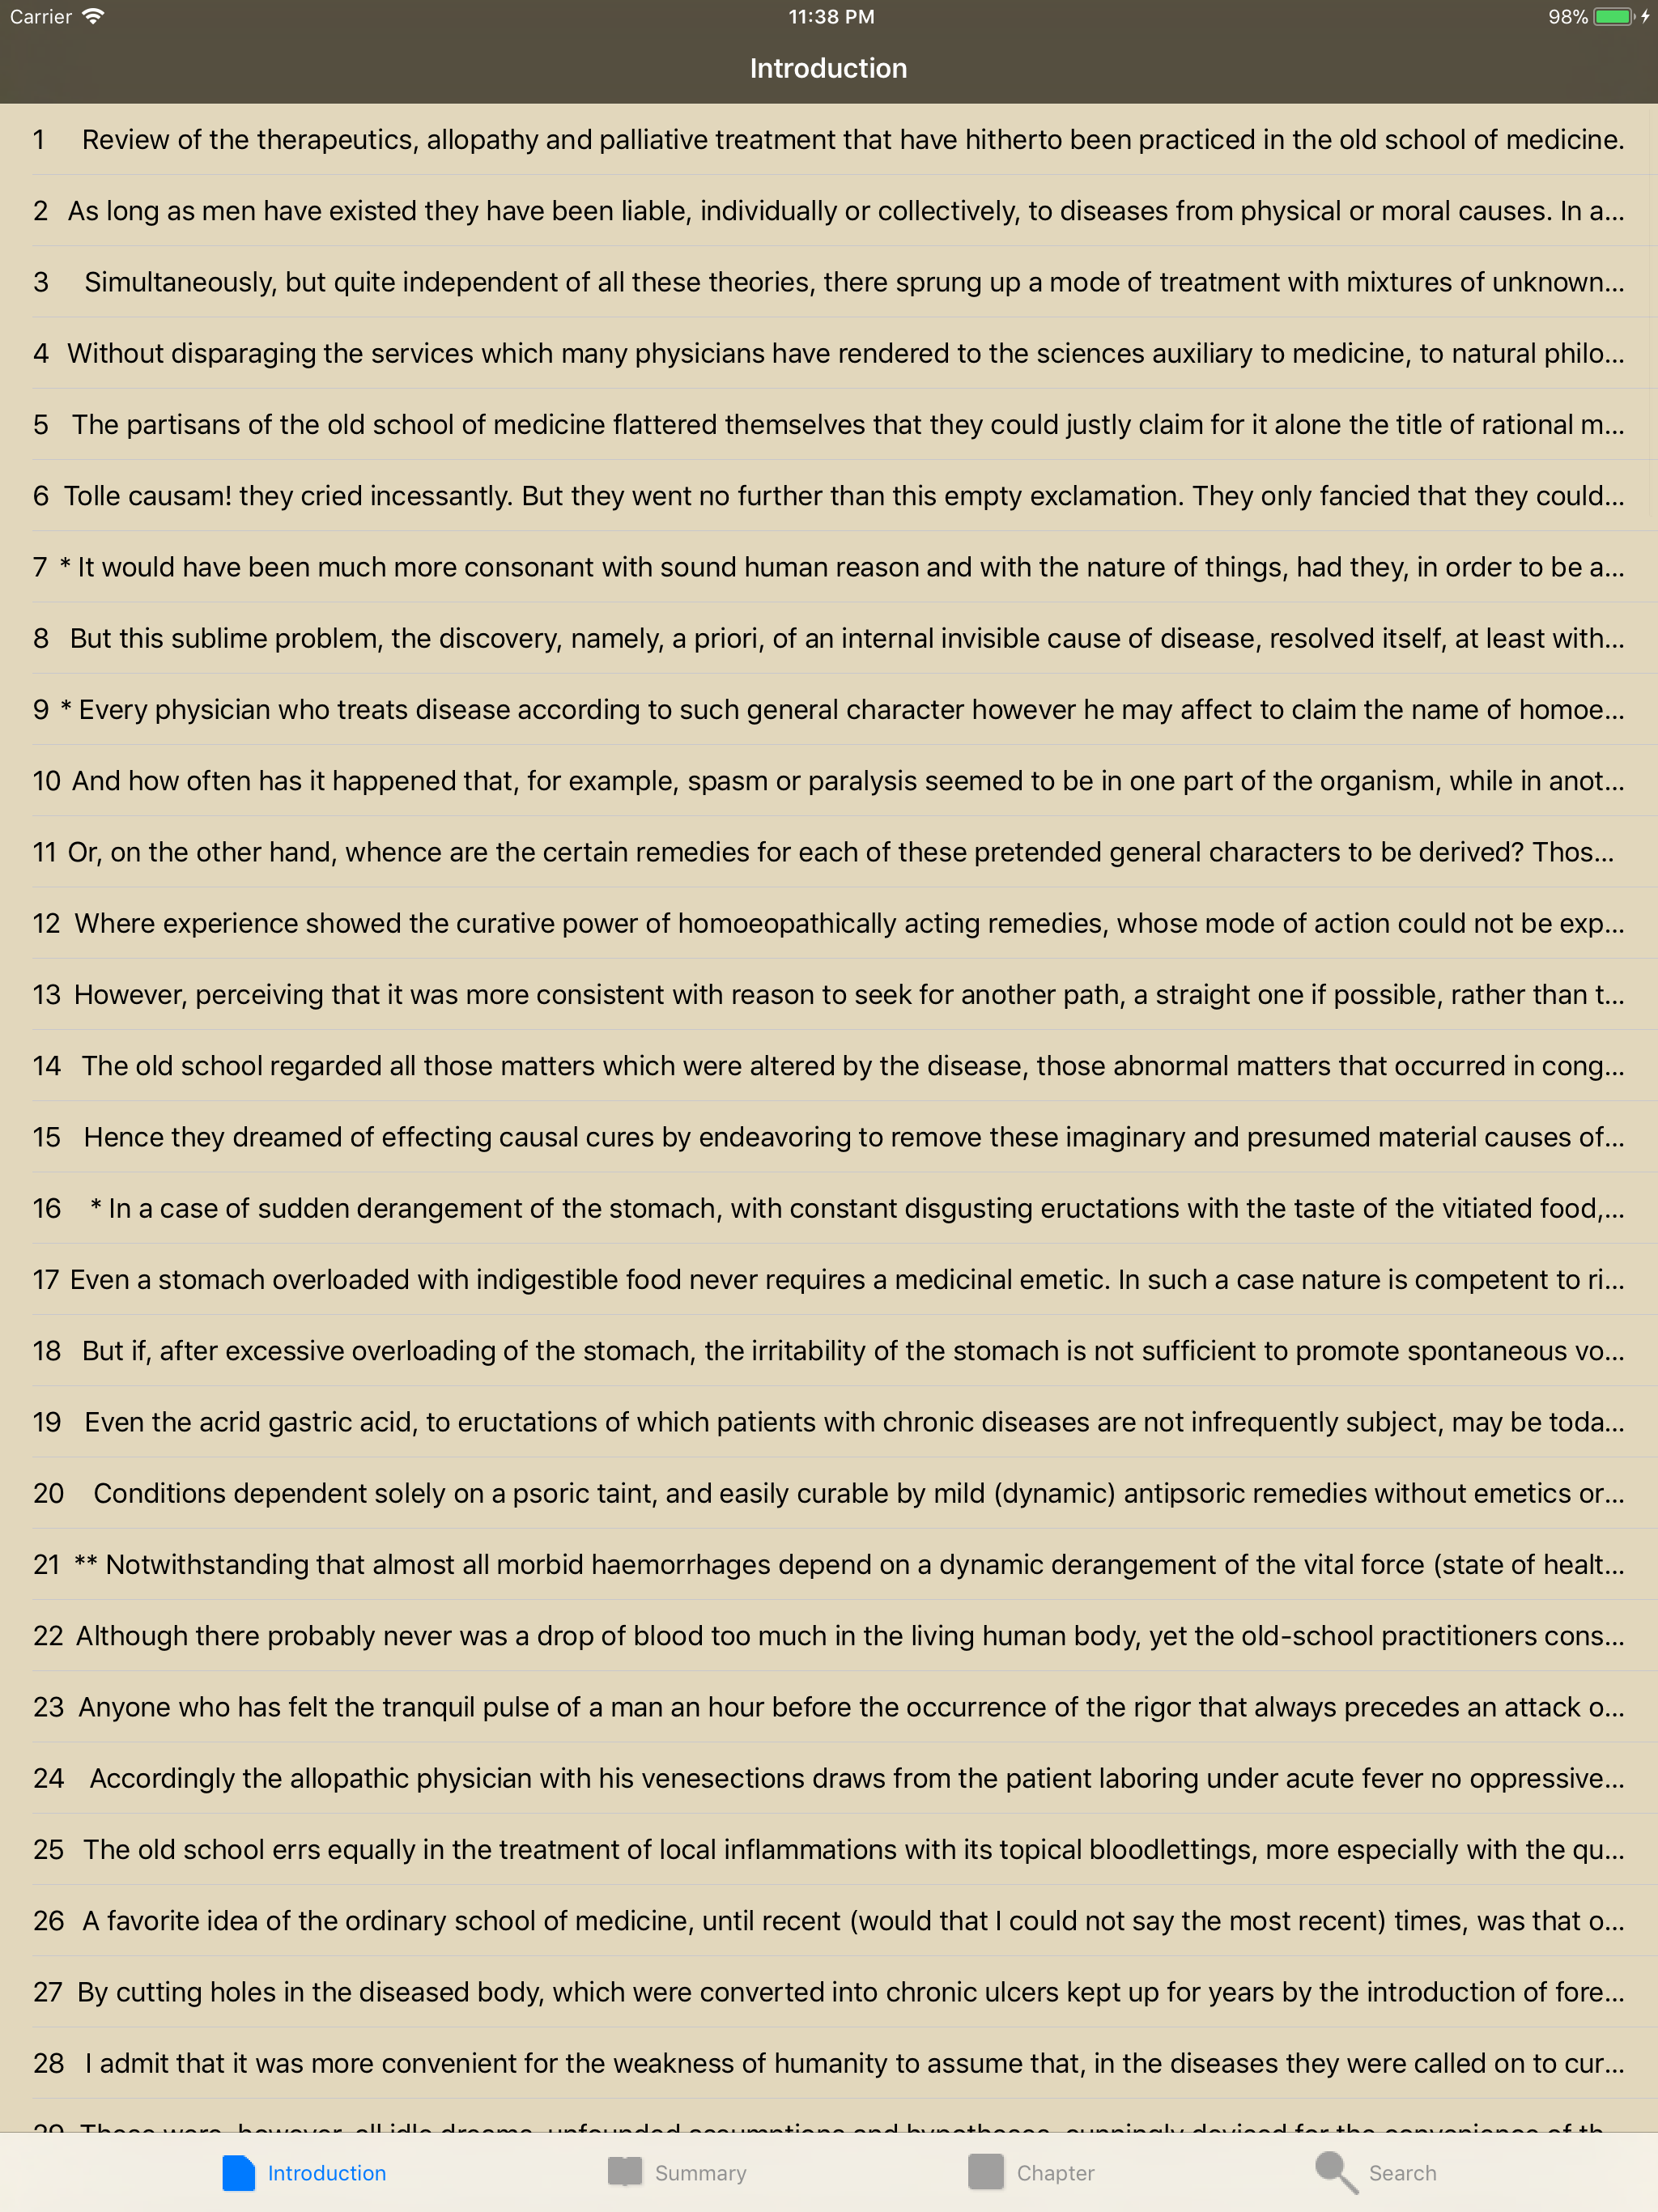 Carrier 11:38 PM 98%
Introduction
1 Review of the therapeutics, allopathy and palliative treatment that have hitherto been practiced in the old school of medicine.
2 As long as men have existed they have been liable, individually or collectively, to diseases from physical or moral causes. In a...
3 Simultaneously, but quite independent of all these theories, there sprung up a mode of treatment with mixtures of unknown...
4 Without disparaging the services which many physicians have rendered to the sciences auxiliary to medicine, to natural philo...
5 The partisans of the old school of medicine flattered themselves that they could justly claim for it alone the title of rational m...
6 Tolle causam! they cried incessantly. But they went no further than this empty exclamation. They only fancied that they could...
7 * It would have been much more consonant with sound human reason and with the nature of things, had they, in order to be a...
8 But this sublime problem, the discovery, namely, a priori, of an internal invisible cause of disease, resolved itself, at least with...
9 * Every physician who treats disease according to such general character however he may affect to claim the name of homoe...
10 And how often has it happened that, for example, spasm or paralysis seemed to be in one part of the organism, while in anot...
11 Or, on the other hand, whence are the certain remedies for each of these pretended general characters to be derived? Thos...
12 Where experience showed the curative power of homoeopathically acting remedies, whose mode of action could not be exp...
13 However, perceiving that it was more consistent with reason to seek for another path, a straight one if possible, rather than t...
14 The old school regarded all those matters which were altered by the disease, those abnormal matters that occurred in cong...
15 Hence they dreamed of effecting causal cures by endeavoring to remove these imaginary and presumed material causes of...
16 * In a case of sudden derangement of the stomach, with constant disgusting eructations with the taste of the vitiated food,...
17 Even a stomach overloaded with indigestible food never requires a medicinal emetic. In such a case nature is competent to ri...
18 But if, after excessive overloading of the stomach, the irritability of the stomach is not sufficient to promote spontaneous vo...
19 Even the acrid gastric acid, to eructations of which patients with chronic diseases are not infrequently subject, may be toda...
20 Conditions dependent solely on a psoric taint, and easily curable by mild (dynamic) antipsoric remedies without emetics or...
21 ** Notwithstanding that almost all morbid haemorrhages depend on a dynamic derangement of the vital force (state of healt...
22 Although there probably never was a drop of blood too much in the living human body, yet the old-school practitioners cons...
23 Anyone who has felt the tranquil pulse of a man an hour before the occurrence of the rigor that always precedes an attack o...
24 Accordingly the allopathic physician with his venesections draws from the patient laboring under acute fever no oppressive...
25 The old school errs equally in the treatment of local inflammations with its topical bloodlettings, more especially with the qu...
26 A favorite idea of the ordinary school of medicine, until recent (would that I could not say the most recent) times, was that o...
27 By cutting holes in the diseased body, which were converted into chronic ulcers kept up for years by the introduction of fore...
28 I admit that it was more convenient for the weakness of humanity to assume that, in the diseases they were called on to cur...
29 These were, however, all idle dreams, unfounded assumptions and hypotheses, cunningly devised for the convenience of th...
Introduction Summary Chapter Search